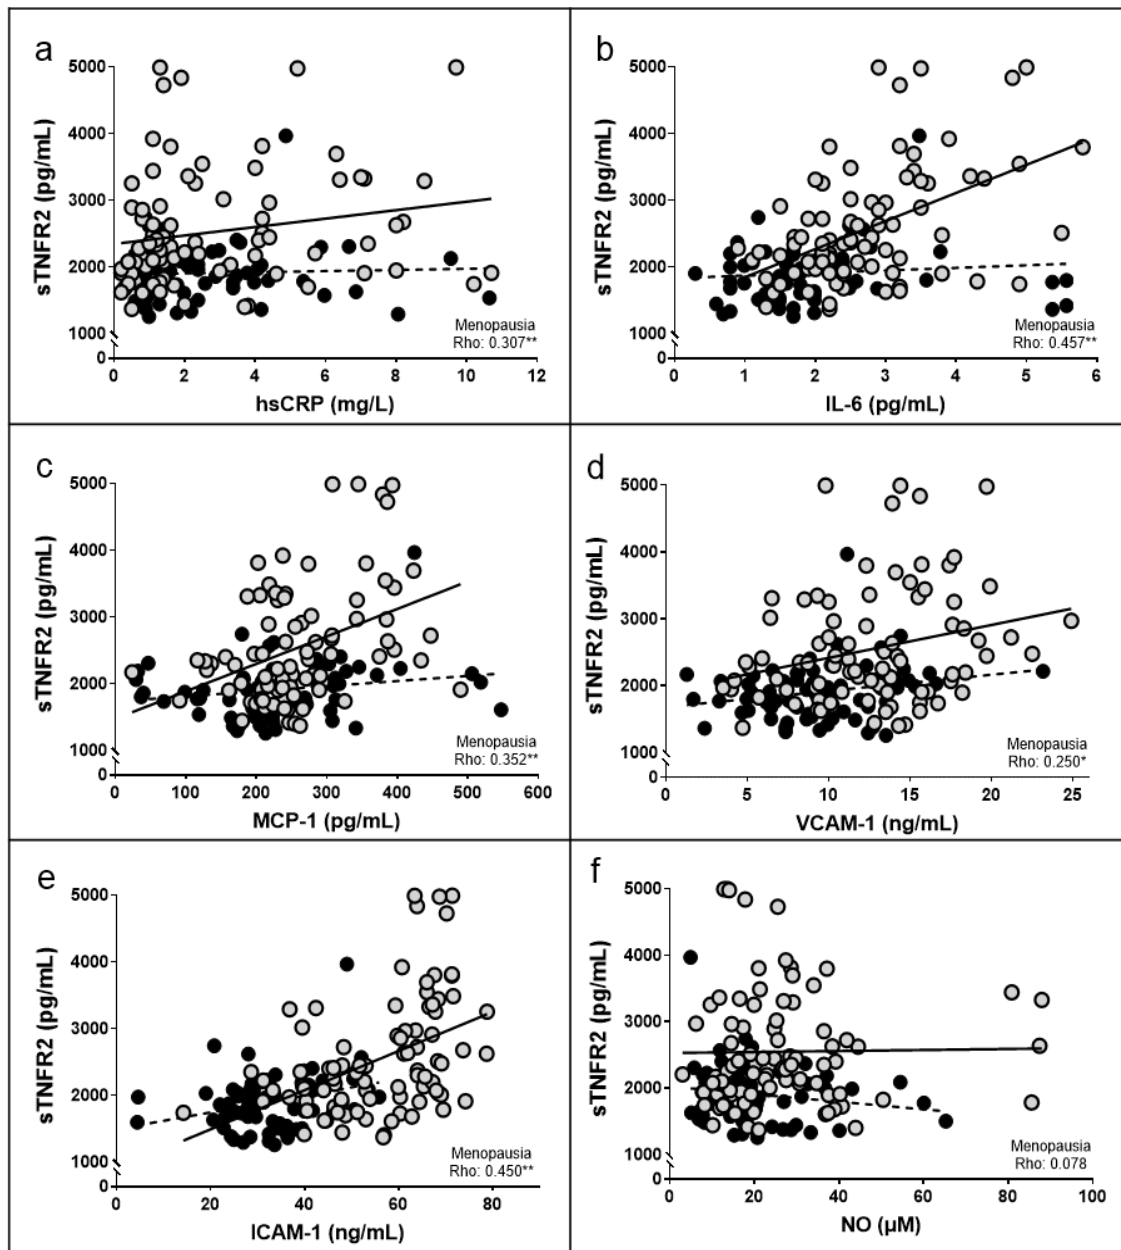 a
5000
4000
3000
2000
1000
0
sTNFR2 (pg/mL)
0 2 4 6 8 10 12
hsCRP (mg/L)
Menopausia
Rho: 0.307**
b
5000
4000
3000
2000
1000
0
sTNFR2 (pg/mL)
0 1 2 3 4 5 6
IL-6 (pg/mL)
Menopausia
Rho: 0.457**
c
5000
4000
3000
2000
1000
0
sTNFR2 (pg/mL)
0 100 200 300 400 500 600
MCP-1 (pg/mL)
Menopausia
Rho: 0.352**
d
5000
4000
3000
2000
1000
0
sTNFR2 (pg/mL)
0 5 10 15 20 25
VCAM-1 (ng/mL)
Menopausia
Rho: 0.250*
e
5000
4000
3000
2000
1000
0
sTNFR2 (pg/mL)
0 20 40 60 80
ICAM-1 (ng/mL)
Menopausia
Rho: 0.450**
f
5000
4000
3000
2000
1000
0
sTNFR2 (pg/mL)
0 20 40 60 80 100
NO (µM)
Menopausia
Rho: 0.078